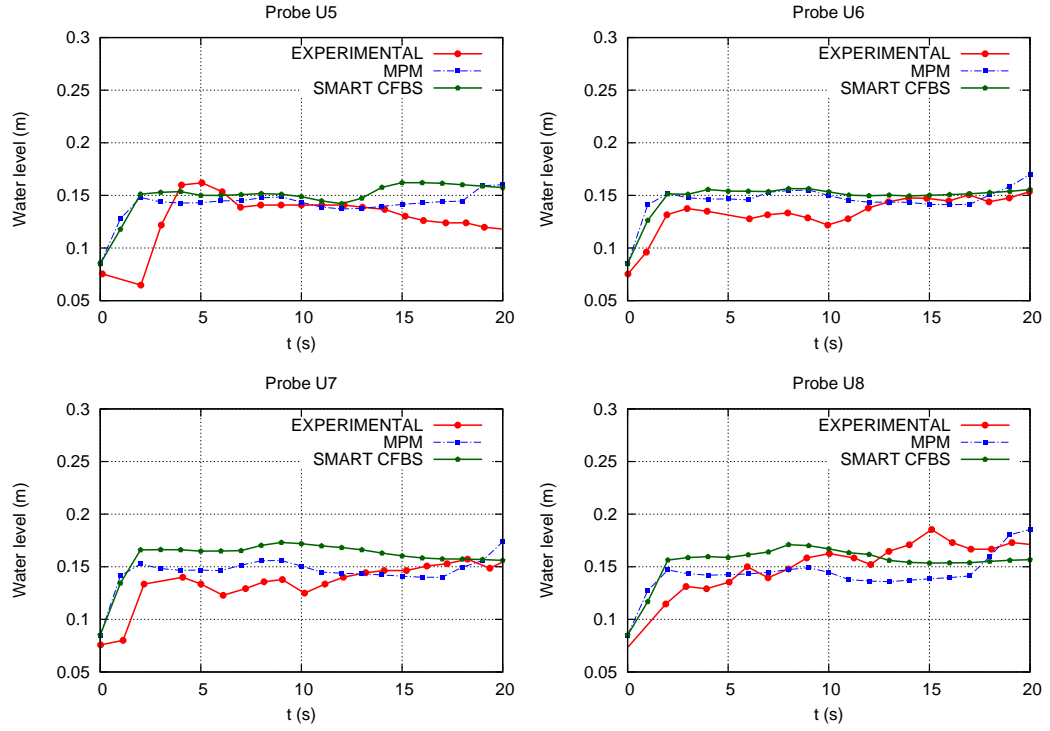 Probe U5
Water level (m)
0.3
0.25
0.2
0.15
0.1
0.05
0 5 10 15 20
t (s)
EXPERIMENTAL
MPM
SMART CFBS
Probe U6
Water level (m)
0.3
0.25
0.2
0.15
0.1
0.05
0 5 10 15 20
t (s)
EXPERIMENTAL
MPM
SMART CFBS
Probe U7
Water level (m)
0.3
0.25
0.2
0.15
0.1
0.05
0 5 10 15 20
t (s)
EXPERIMENTAL
MPM
SMART CFBS
Probe U8
Water level (m)
0.3
0.25
0.2
0.15
0.1
0.05
0 5 10 15 20
t (s)
EXPERIMENTAL
MPM
SMART CFBS